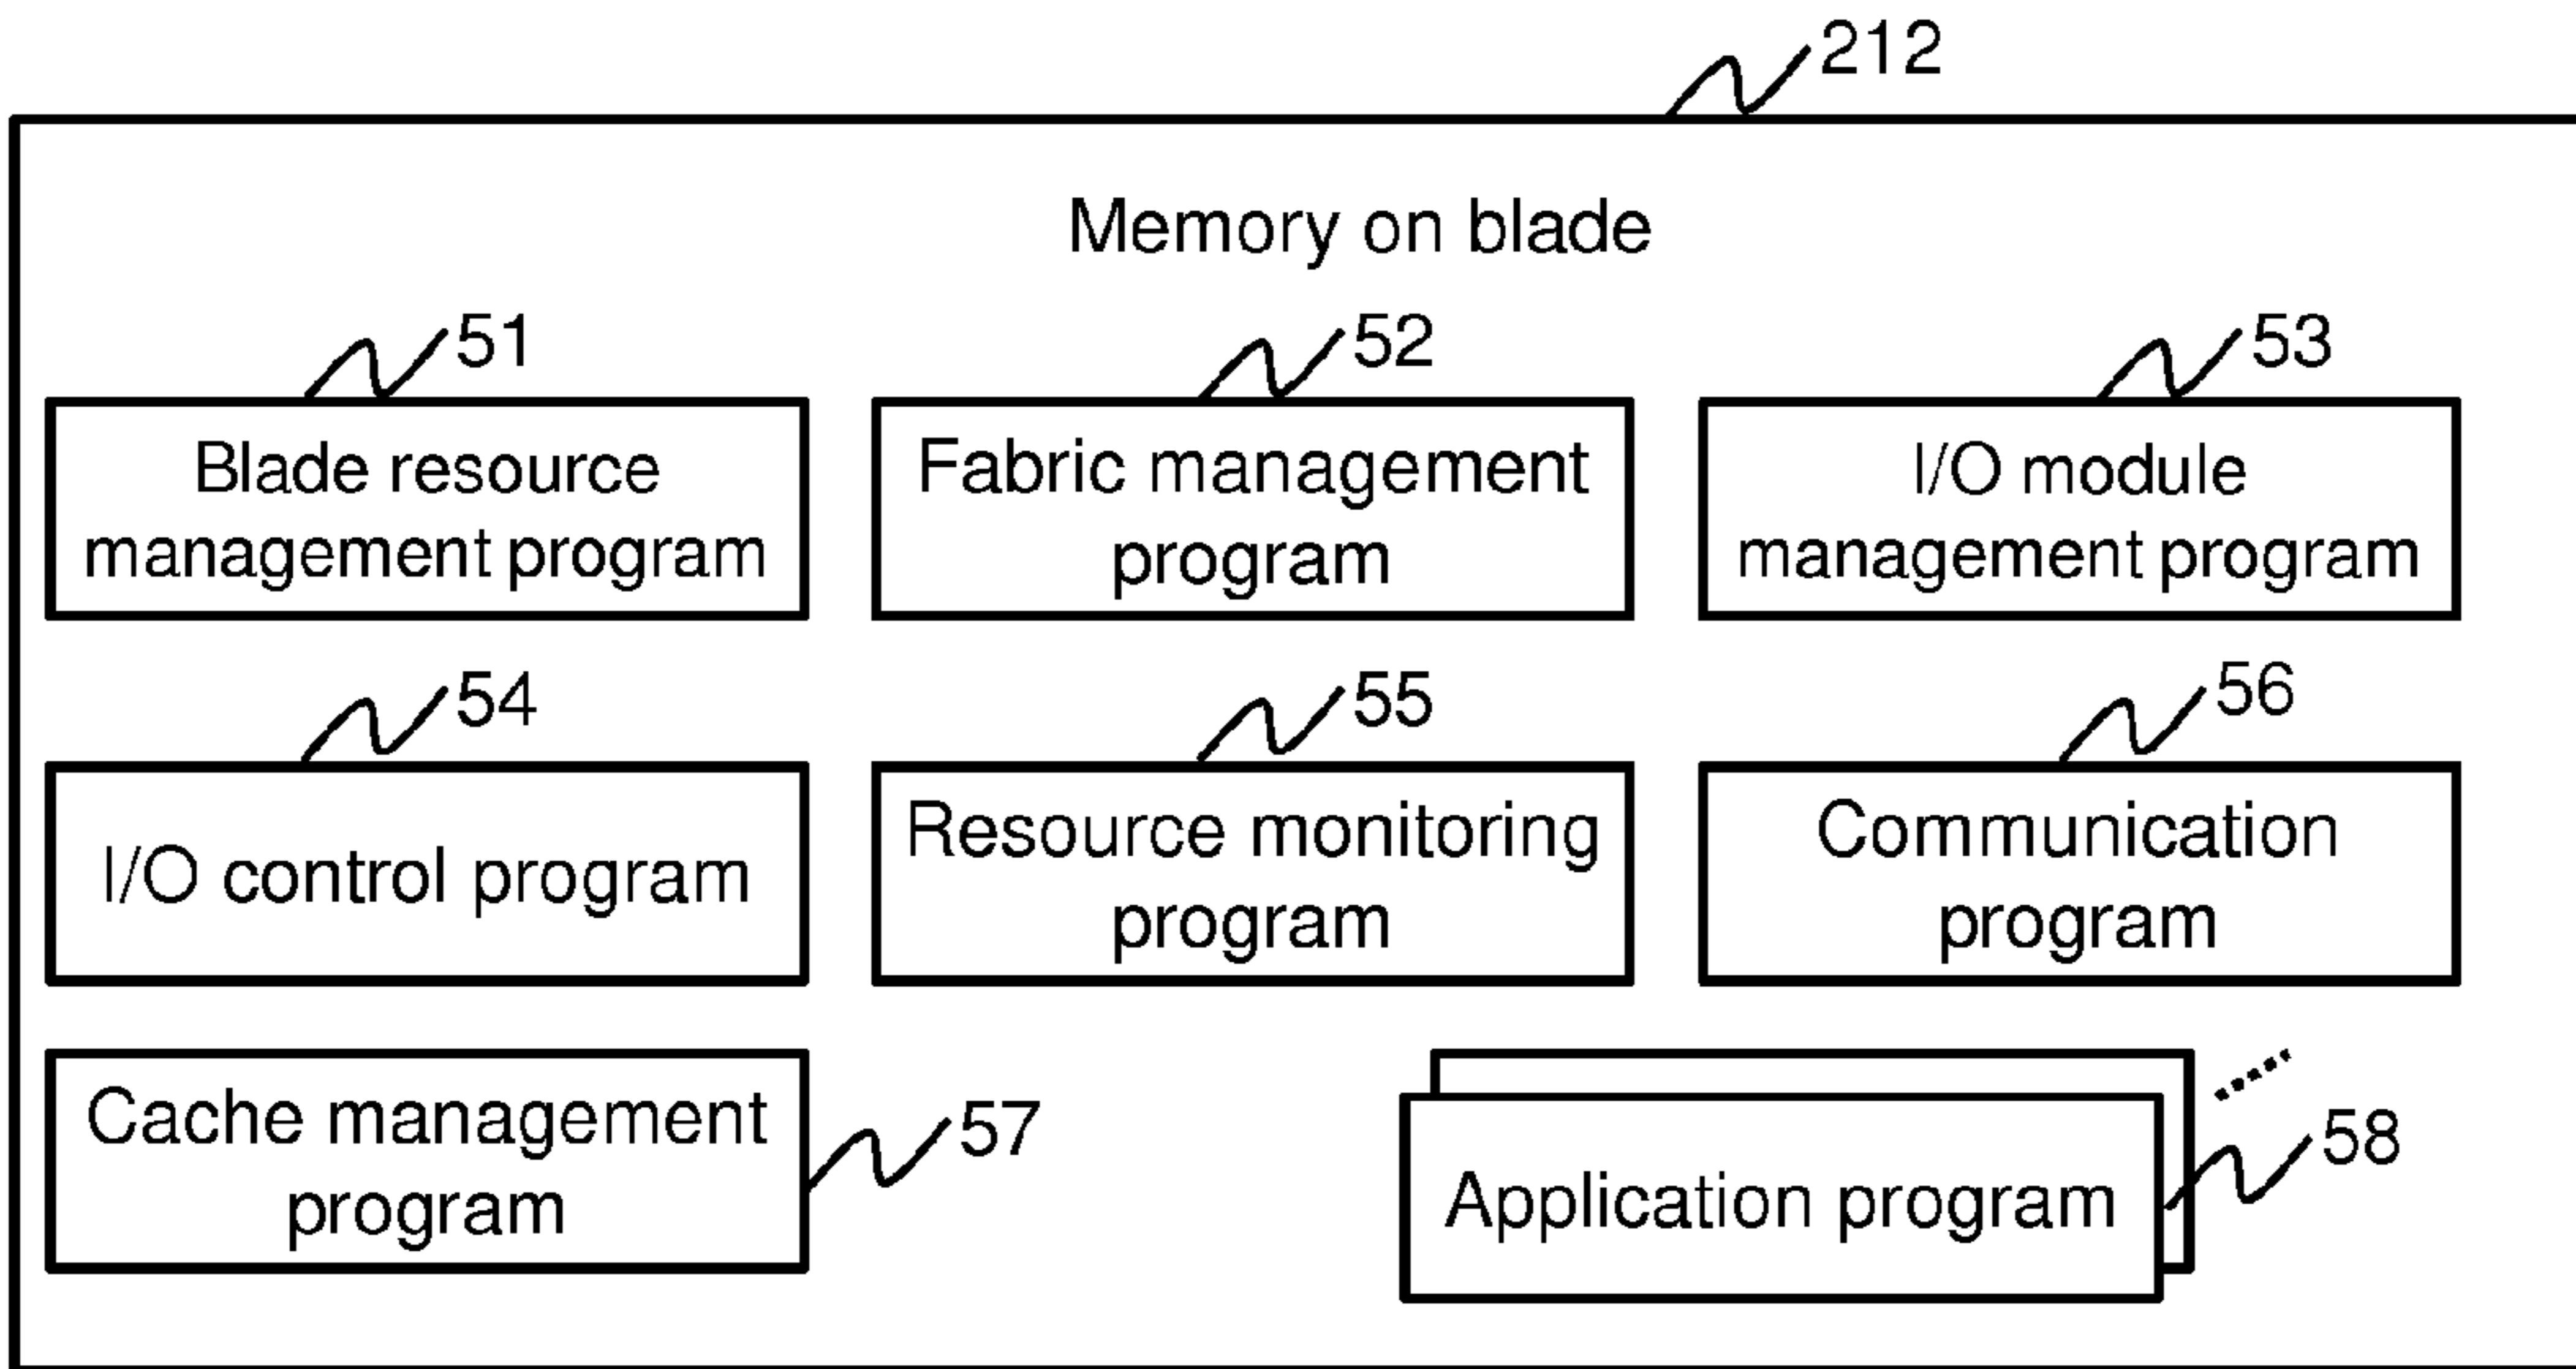 212
Memory on blade
51
52
53
Blade resource
management program
Fabric management
program
I/O module
management program
54
55
56
I/O control program
Resource monitoring
program
Communication
program
Cache management
program
57
Application program
58